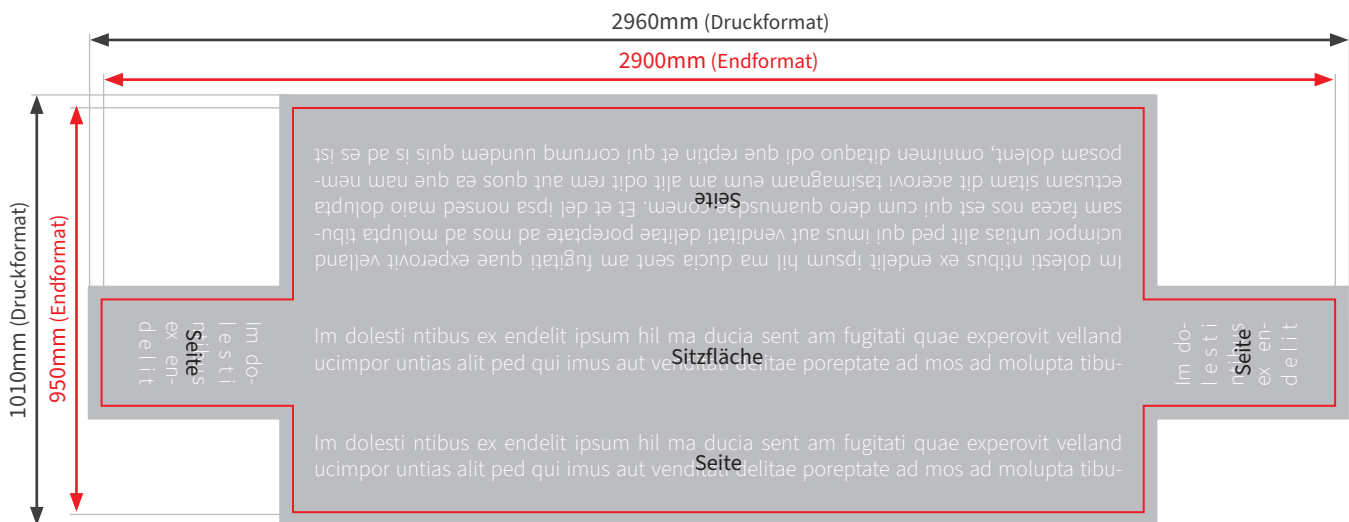 2960mm (Druckformat)
2900mm (Endformat)
1010mm (Druckformat)
950mm (Endformat)
Im dolesti ntibus ex endelit ipsum hil ma ducia sent am fugitati quae experovit velland
ucimpor untias alit ped qui imus aut venditati delitae poreptate ad mos ad molupta tibu-
sam facea nos est qui cum dero quamusdae conem. Et et del ipsa nonsed maio dolupta
ectusam sitam dit acerovi tasimagnam eum am alit odit rem aut quos ea que nam nem-
posam dolent, omnimen ditaquo odi que reptin et qui corrumq uundem quis is ad es ist
Seite
Im do-
lesti
ntibus
ex en-
delit
Seite
Im dolesti ntibus ex endelit ipsum hil ma ducia sent am fugitati quae experovit velland
ucimpor untias alit ped qui imus aut venditati delitae poreptate ad mos ad molupta tibu-
Sitzfläche
Im do-
lesti
ntibus
ex en-
delit
Seite
Im dolesti ntibus ex endelit ipsum hil ma ducia sent am fugitati quae experovit velland
ucimpor untias alit ped qui imus aut venditati delitae poreptate ad mos ad molupta tibu-
Seite